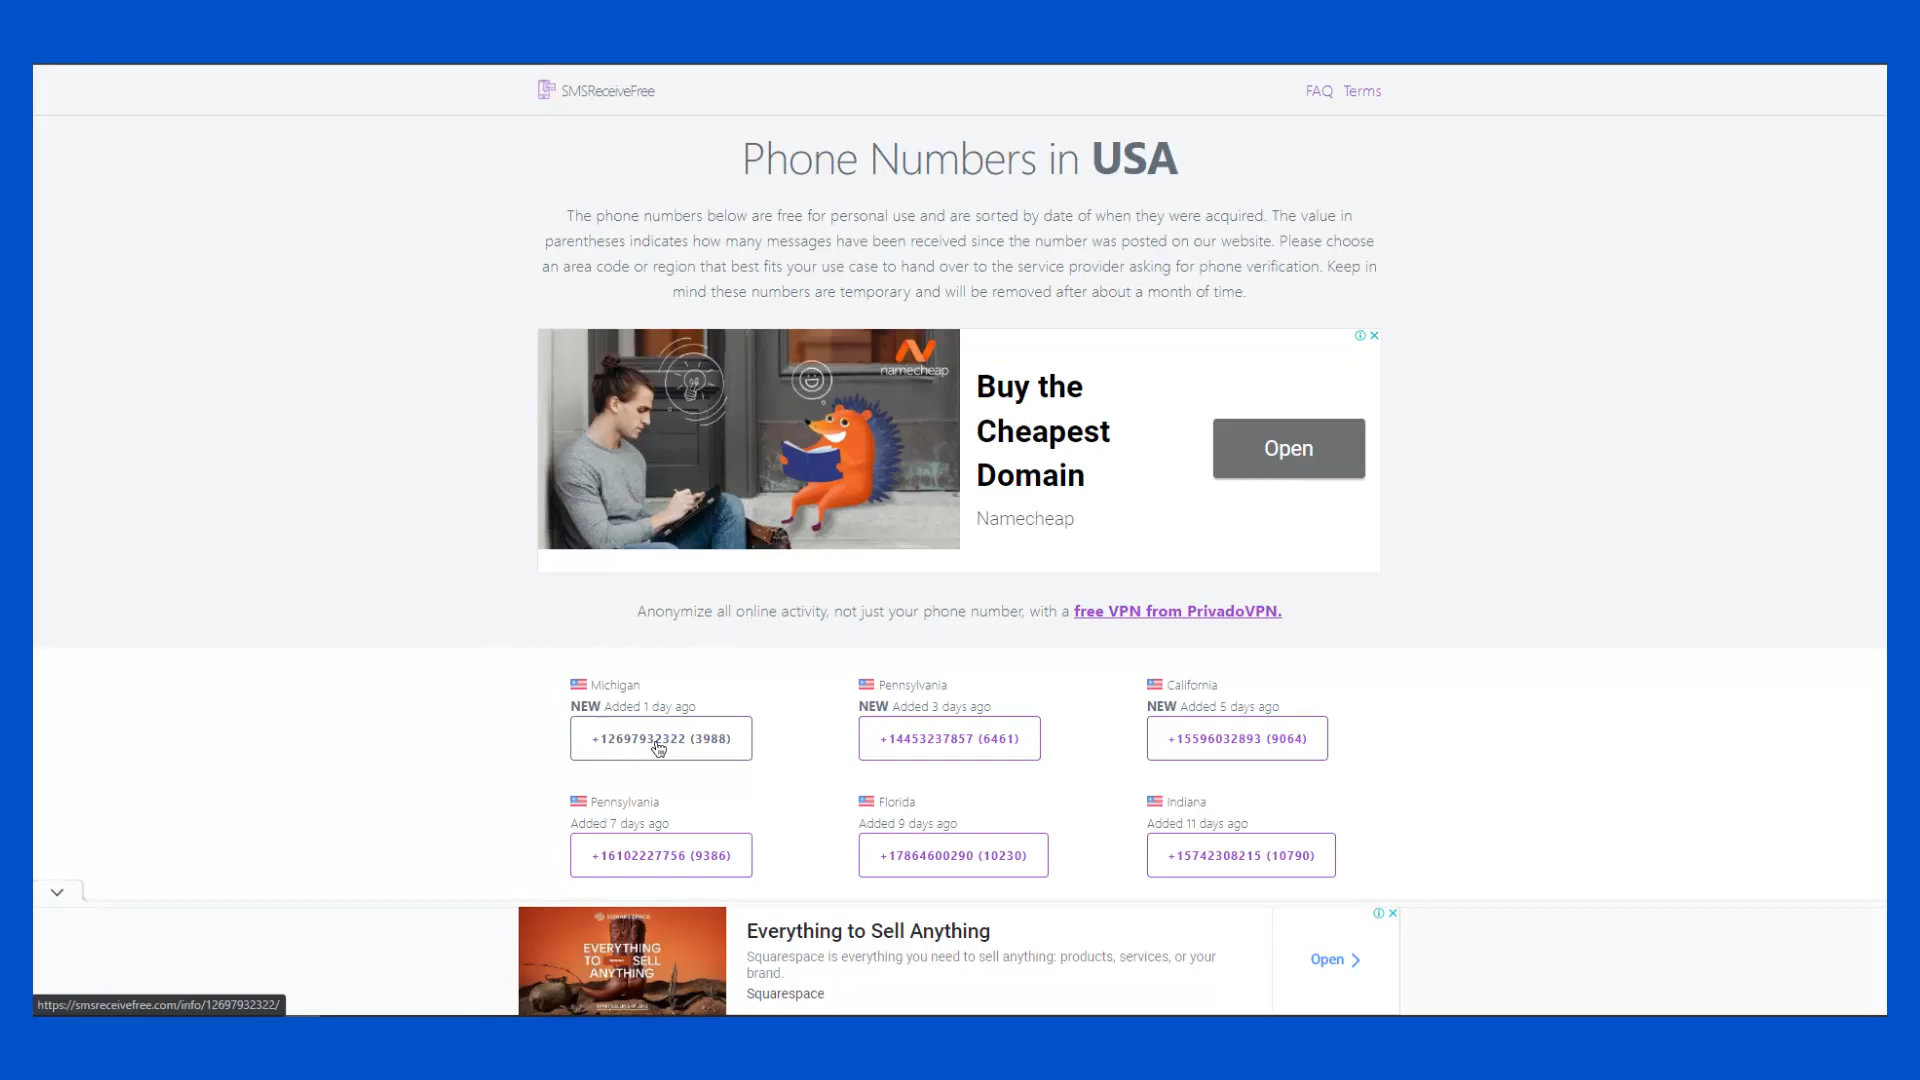 SMSReceiveFree
FAQ Terms
Phone Numbers in USA
The phone numbers below are free for personal use and are sorted by date of when they were acquired. The value in
parentheses indicates how many messages have been received since the number was posted on our website. Please choose
an area code or region that best fits your use case to hand over to the service provider asking for phone verification. Keep in
mind these numbers are temporary and will be removed after about a month of time.
namecheap
Buy the
Cheapest
Domain
Namecheap
Open
Anonymize all online activity, not just your phone number, with a free VPN from PrivadoVPN.
Michigan
NEW Added 1 day ago
+12697932322 (3988)
Pennsylvania
NEW Added 3 days ago
+14453237857 (6461)
California
NEW Added 5 days ago
+15596032893 (9064)
Pennsylvania
Added 7 days ago
+16102227756 (9386)
Florida
Added 9 days ago
+17864600290 (10230)
Indiana
Added 11 days ago
+15742308215 (10790)
SQUARESPACE
EVERYTHING
TO SELL
ANYTHING
Everything to Sell Anything
Squarespace is everything you need to sell anything: products, services, or your
brand.
Squarespace
Open
https://smsreceivefree.com/info/12697932322/